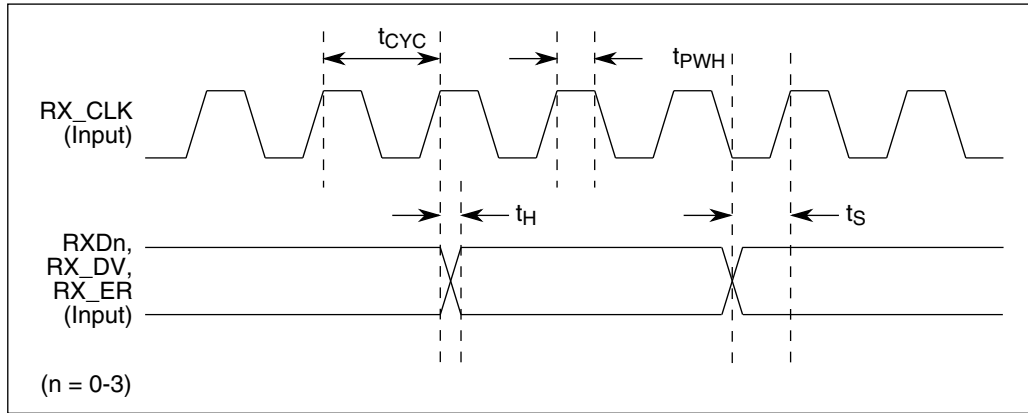 tCYC
tPWH
RX_CLK
(Input)
tH
tS
RXDn,
RX_DV,
RX_ER
(Input)
(n = 0-3)